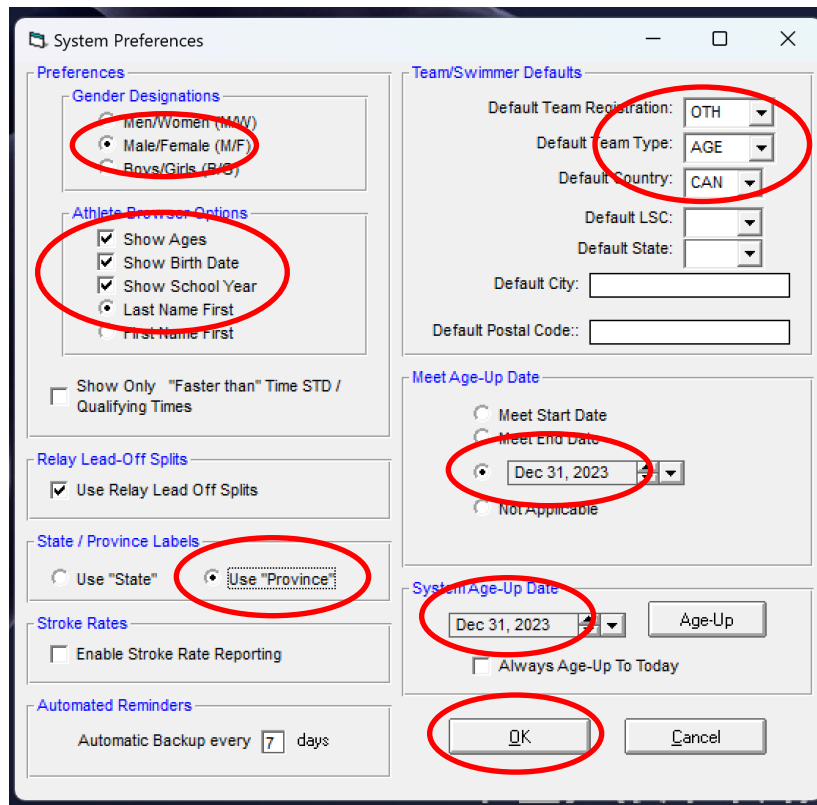 System Preferences
Preferences
Gender Designations
Men/Women (M/W)
Male/Female (M/F)
Boys/Girls (B/G)
Athlete Browser Options
Show Ages
Show Birth Date
Show School Year
Last Name First
First Name First
Show Only "Faster than" Time STD /
Qualifying Times
Relay Lead-Off Splits
Use Relay Lead Off Splits
State / Province Labels
Use "State"
Use "Province"
Stroke Rates
Enable Stroke Rate Reporting
Automated Reminders
Automatic Backup every 7 days
Team/Swimmer Defaults
Default Team Registration: OTH
Default Team Type: AGE
Default Country: CAN
Default LSC:
Default State:
Default City:
Default Postal Code::
Meet Age-Up Date
Meet Start Date
Meet End Date
Dec 31, 2023
Not Applicable
System Age-Up Date
Dec 31, 2023
Age-Up
Always Age-Up To Today
OK
Cancel